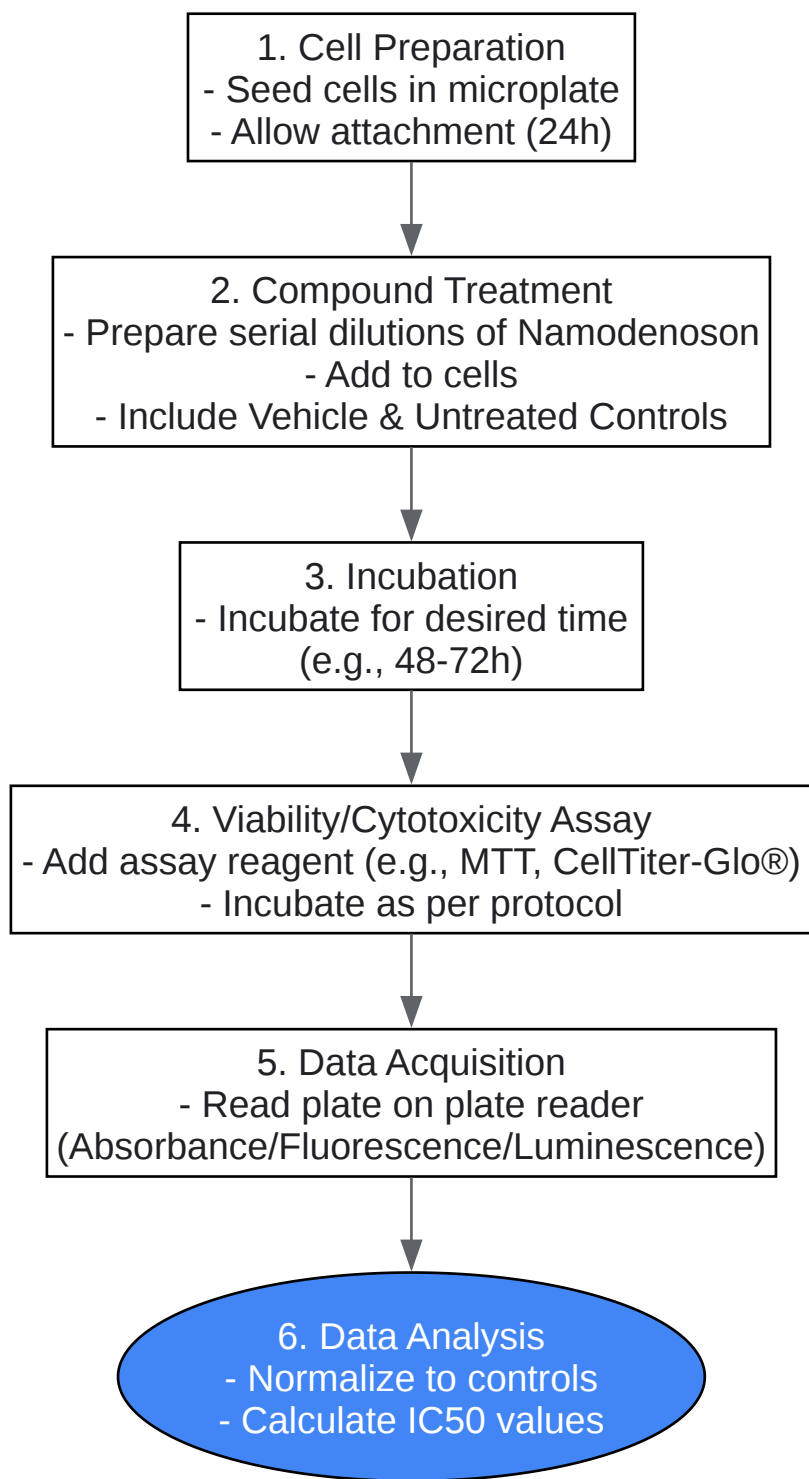 1. Cell Preparation
- Seed cells in microplate
- Allow attachment (24h)
2. Compound Treatment
- Prepare serial dilutions of Namodenoson
- Add to cells
- Include Vehicle & Untreated Controls
3. Incubation
- Incubate for desired time
(e.g., 48-72h)
4. Viability/Cytotoxicity Assay
- Add assay reagent (e.g., MTT, CellTiter-Glo®)
- Incubate as per protocol
5. Data Acquisition
- Read plate on plate reader
(Absorbance/Fluorescence/Luminescence)
6. Data Analysis
- Normalize to controls
- Calculate IC50 values